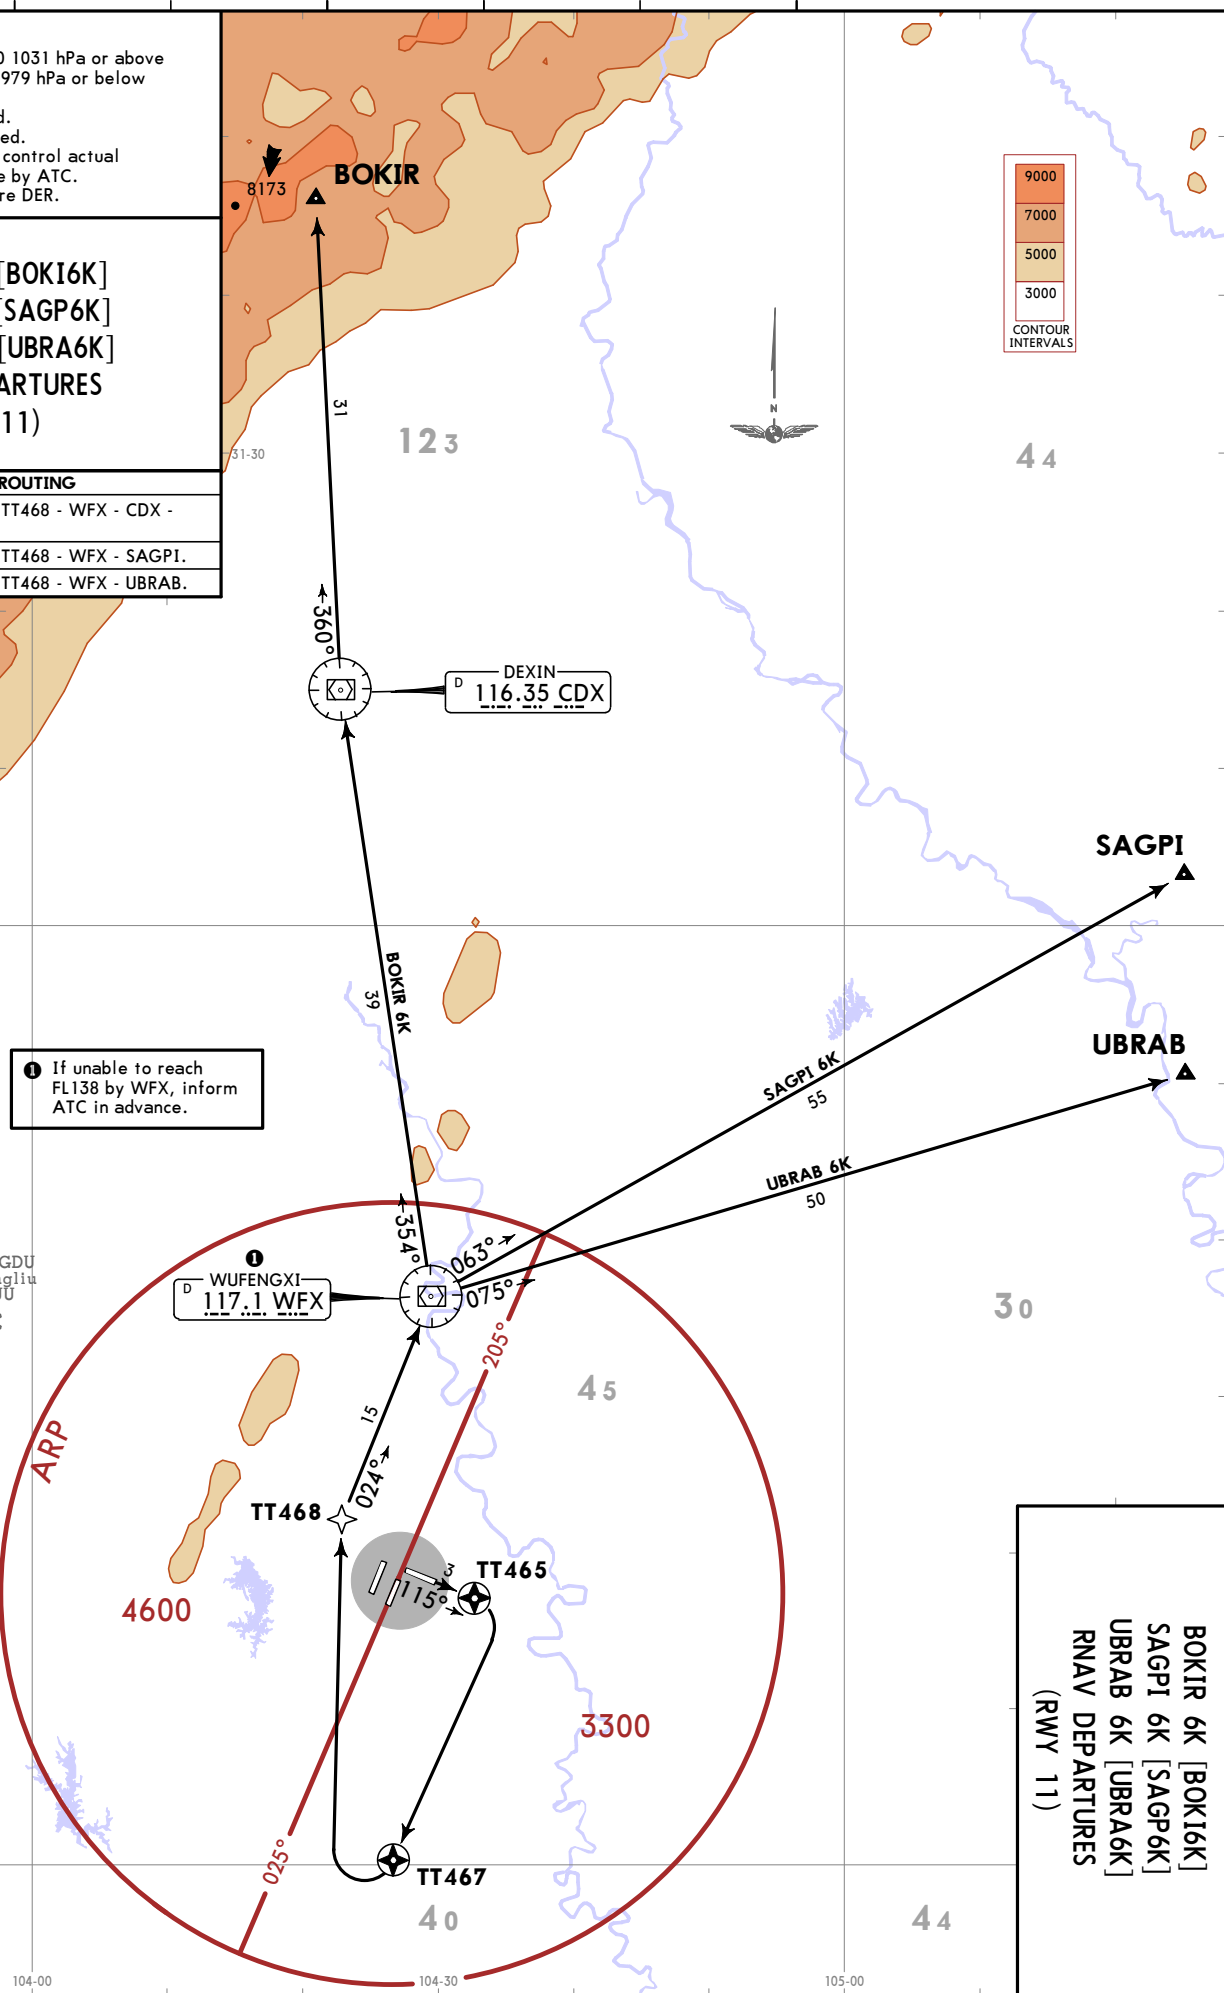 1031 hPa or above
979 hPa or below
d.
ed.
control actual
e by ATC.
re DER.
[BOKI6K]
[SAGP6K]
[UBRA6K]
ARTURES
11)
ROUTING
TT468 - WFX - CDX -
TT468 - WFX - SAGPI.
TT468 - WFX - UBRAB.
8173
BOKIR
9000
7000
5000
3000
CONTOUR
INTERVALS
N
31
123
44
31-30
360°
DEXIN
D 116.35 CDX
SAGPI
BOKIR 6K
39
UBRAB
❶ If unable to reach
FL138 by WFX, inform
ATC in advance.
SAGPI 6K
55
UBRAB 6K
50
354°
063°
075°
GDU
gliu
❶
WUFENGXI
D 117.1 WFX
205°
30
45
15
ARP
024°
TT468
3
TT465
115°
4600
3300
025°
TT467
40
44
BOKIR 6K [BOKI6K]
SAGPI 6K [SAGP6K]
UBRAB 6K [UBRA6K]
RNAV DEPARTURES
(RWY 11)
104-00
104-30
105-00